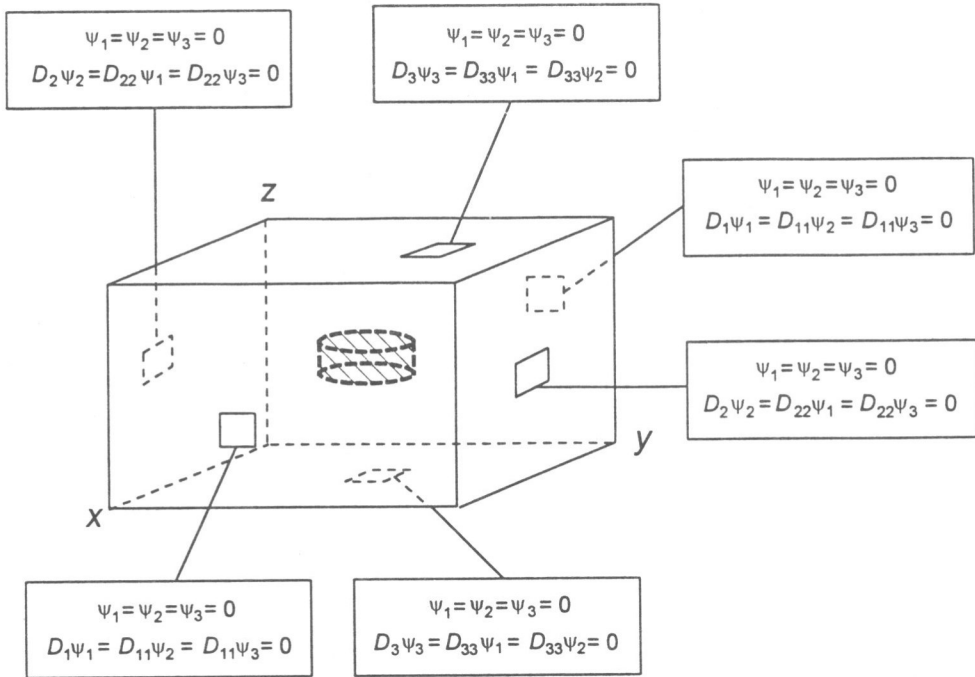 ψ₁=ψ₂=ψ₃= 0
D₂ψ₂=D₂₂ψ₁= D₂₂ψ₃= 0
ψ₁=ψ₂=ψ₃= 0
D₃ψ₃=D₃₃ψ₁= D₃₃ψ₂= 0
ψ₁=ψ₂=ψ₃= 0
D₁ψ₁= D₁₁ψ₂= D₁₁ψ₃= 0
z
ψ₁=ψ₂=ψ₃= 0
D₂ψ₂=D₂₂ψ₁= D₂₂ψ₃= 0
y
x
ψ₁=ψ₂=ψ₃= 0
D₁ψ₁= D₁₁ψ₂= D₁₁ψ₃= 0
ψ₁=ψ₂=ψ₃= 0
D₃ψ₃=D₃₃ψ₁= D₃₃ψ₂= 0